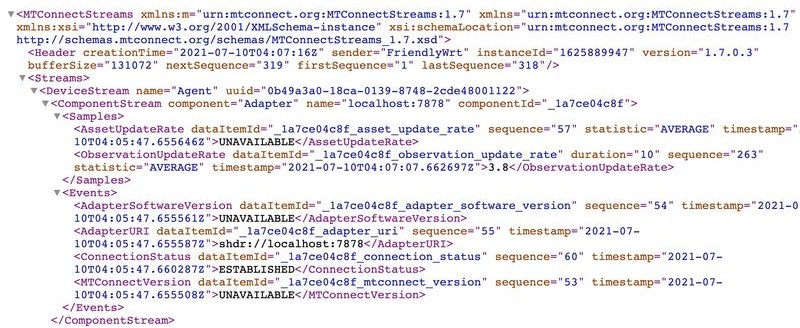 <MTConnectStreams xmlns:m="urn:mtconnect.org:MTConnectStreams:1.7" xmlns="urn:mtconnect.org:MTConnectStreams:1.7"
xmlns:xsi="http://www.w3.org/2001/XMLSchema-instance" xsi:schemaLocation="urn:mtconnect.org:MTConnectStreams:1.7
http://schemas.mtconnect.org/schemas/MTConnectStreams_1.7.xsd">
<Header creationTime="2021-07-10T04:07:16Z" sender="FriendlyWrt" instanceId="1625889947" version="1.7.0.3"
bufferSize="131072" nextSequence="319" firstSequence="1" lastSequence="318"/>
<Streams>
<DeviceStream name="Agent" uuid="0b49a3a0-18ca-0139-8748-2cde48001122">
<ComponentStream component="Adapter" name="localhost:7878" componentId="_1a7ce04c8f">
<Samples>
<AssetUpdateRate dataItemId="_1a7ce04c8f_asset_update_rate" sequence="57" statistic="AVERAGE" timestamp="2021-07-
10T04:05:47.655646Z">UNAVAILABLE</AssetUpdateRate>
<ObservationUpdateRate dataItemId="_1a7ce04c8f_observation_update_rate" duration="10" sequence="263"
statistic="AVERAGE" timestamp="2021-07-10T04:07:07.662697Z">3.8</ObservationUpdateRate>
</Samples>
<Events>
<AdapterSoftwareVersion dataItemId="_1a7ce04c8f_adapter_software_version" sequence="54" timestamp="2021-0
10T04:05:47.655561Z">UNAVAILABLE</AdapterSoftwareVersion>
<AdapterURI dataItemId="_1a7ce04c8f_adapter_uri" sequence="55" timestamp="2021-07-
10T04:05:47.655587Z">shdr://localhost:7878</AdapterURI>
<ConnectionStatus dataItemId="_1a7ce04c8f_connection_status" sequence="60" timestamp="2021-07-
10T04:05:47.660287Z">ESTABLISHED</ConnectionStatus>
<MTConnectVersion dataItemId="_1a7ce04c8f_mtconnect_version" sequence="53" timestamp="2021-07-
10T04:05:47.655508Z">UNAVAILABLE</MTConnectVersion>
</Events>
</ComponentStream>